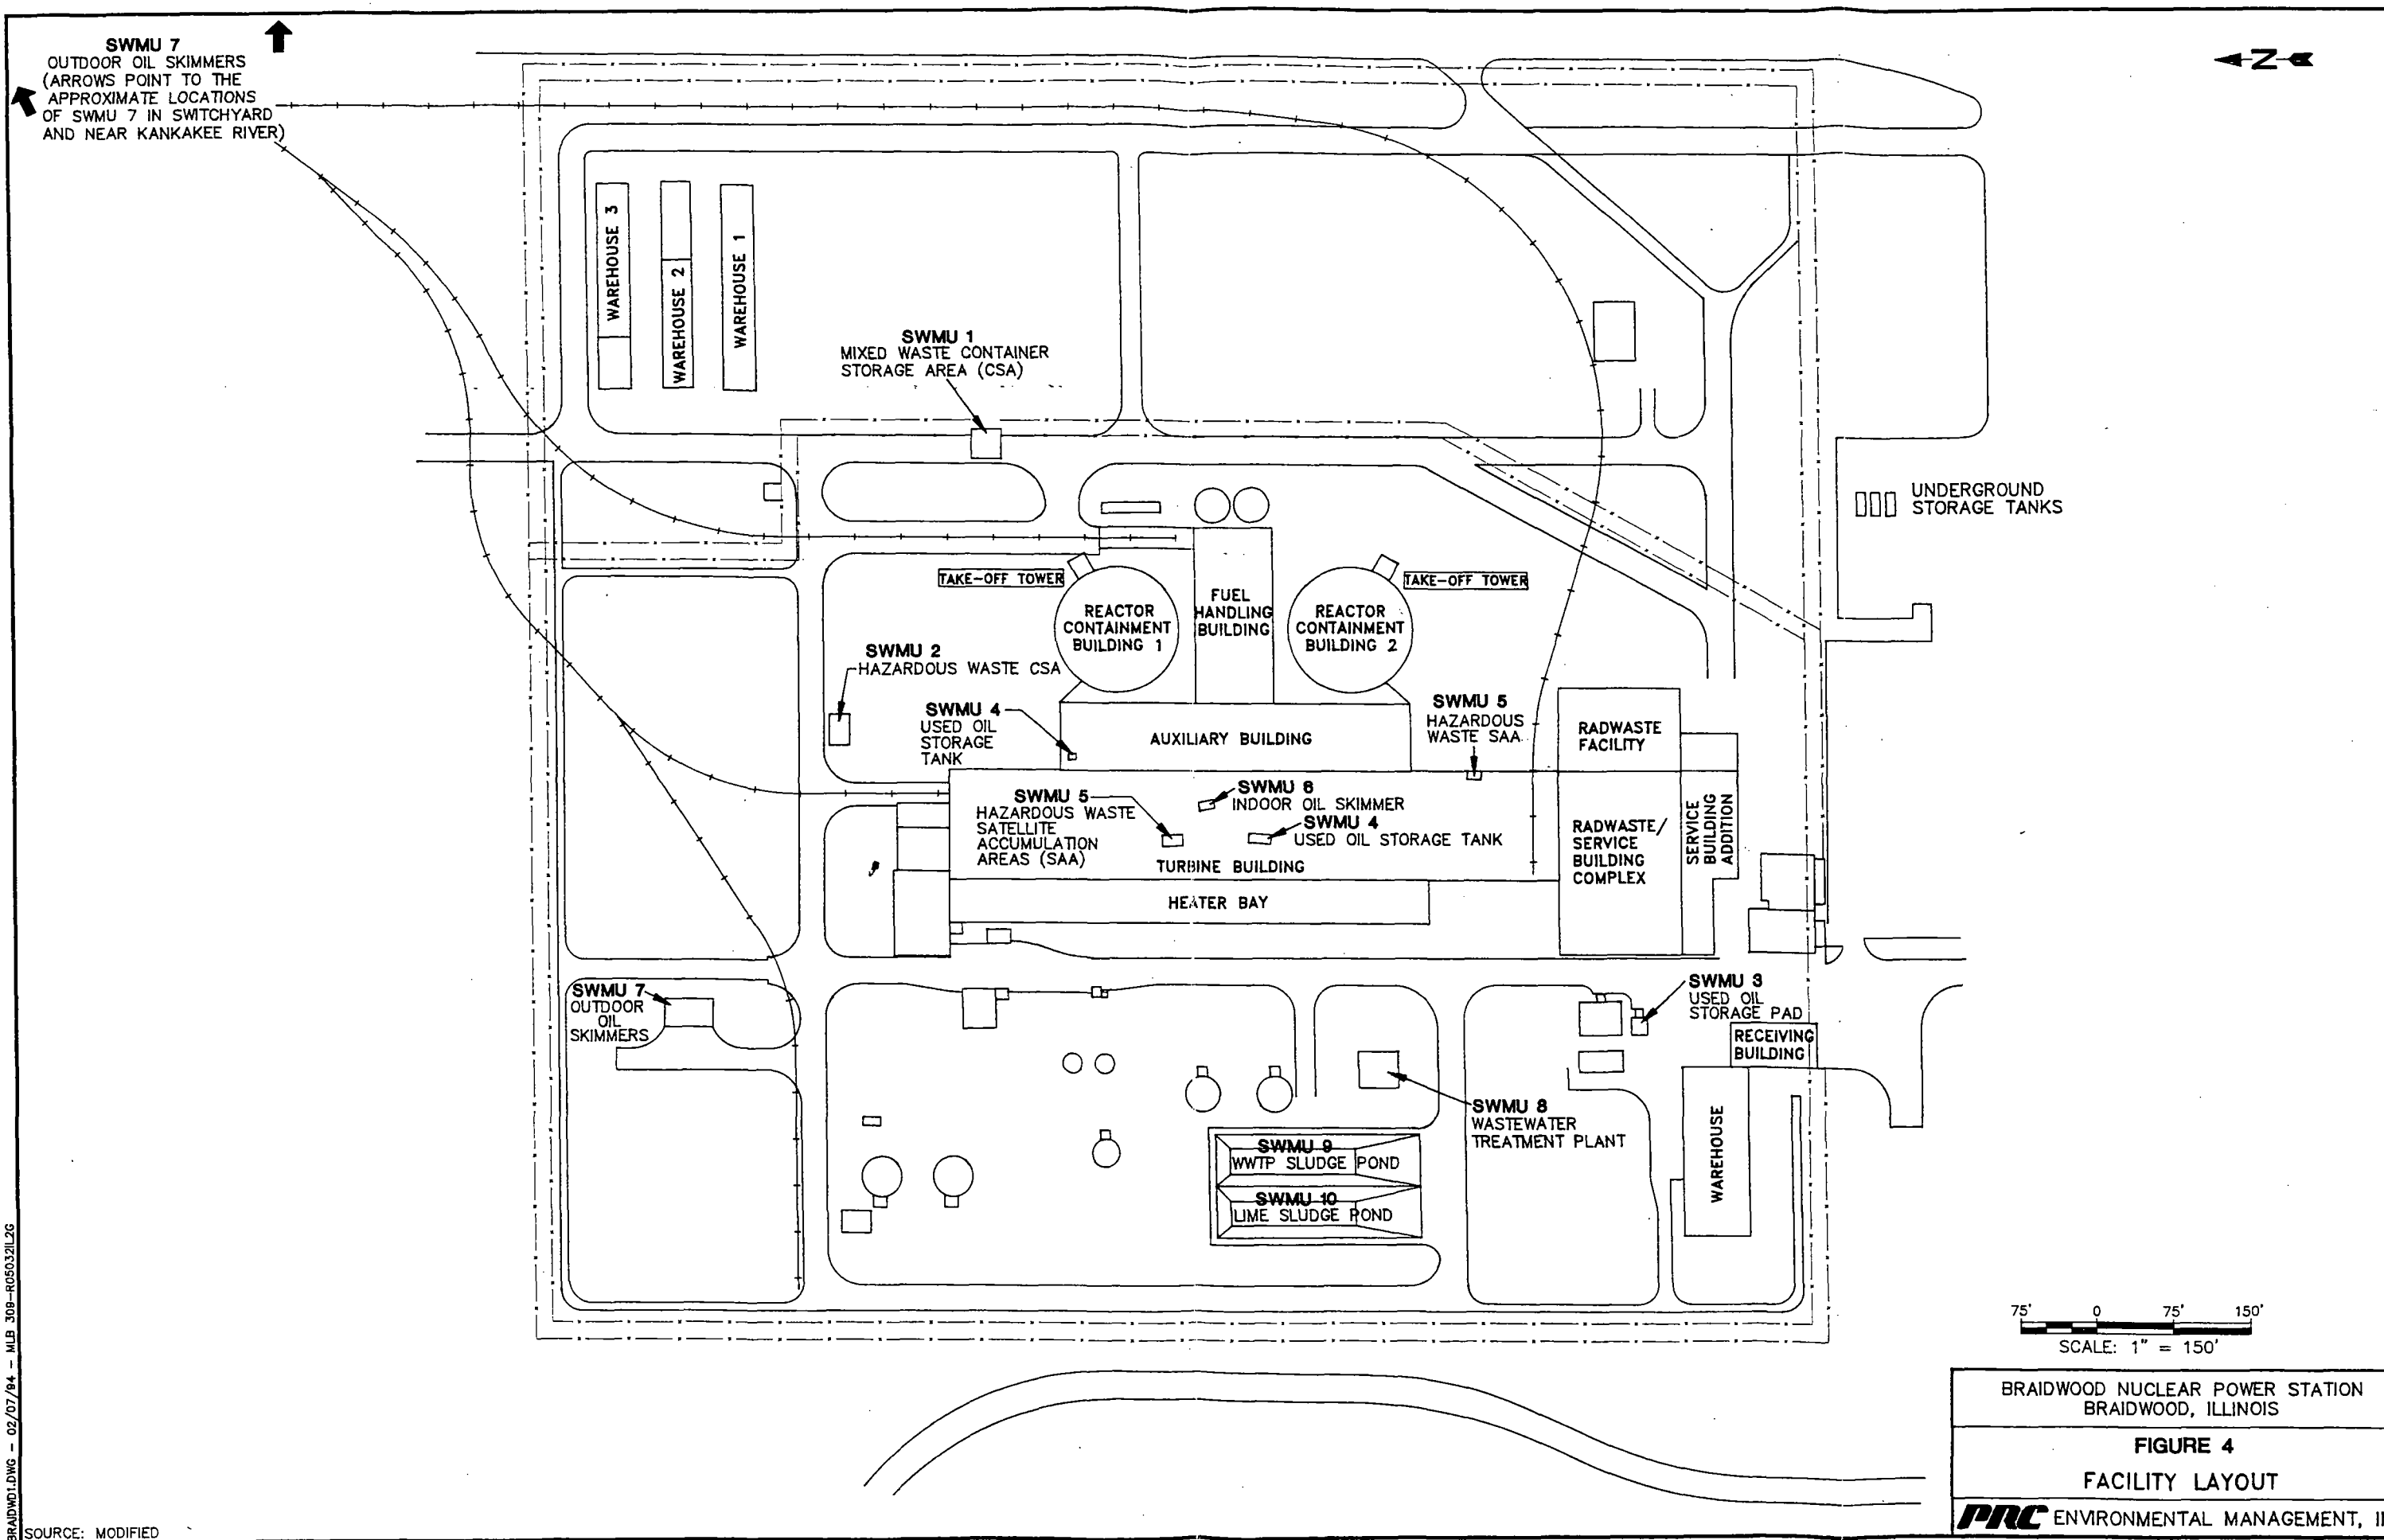 SWMU 7
OUTDOOR OIL SKIMMERS
(ARROWS POINT TO THE
APPROXIMATE LOCATIONS
OF SWMU 7 IN SWITCHYARD
AND NEAR KANKAKEE RIVER)
N
WAREHOUSE 3
WAREHOUSE 2
WAREHOUSE 1
SWMU 1
MIXED WASTE CONTAINER
STORAGE AREA (CSA)
UNDERGROUND
STORAGE TANKS
TAKE-OFF TOWER
TAKE-OFF TOWER
REACTOR
CONTAINMENT
BUILDING 1
FUEL
HANDLING
BUILDING
REACTOR
CONTAINMENT
BUILDING 2
SWMU 2
HAZARDOUS WASTE CSA
SWMU 4
USED OIL
STORAGE
TANK
AUXILIARY BUILDING
SWMU 5
HAZARDOUS
WASTE SAA
RADWASTE
FACILITY
SWMU 5
HAZARDOUS WASTE
SATELLITE
ACCUMULATION
AREAS (SAA)
SWMU 6
INDOOR OIL SKIMMER
SWMU 4
USED OIL STORAGE TANK
TURBINE BUILDING
HEATER BAY
RADWASTE/
SERVICE
BUILDING
COMPLEX
SERVICE
BUILDING
ADDITION
SWMU 7
OUTDOOR
OIL
SKIMMERS
SWMU 3
USED OIL
STORAGE PAD
RECEIVING
BUILDING
SWMU 8
WASTEWATER
TREATMENT PLANT
SWMU 9
WWTP SLUDGE POND
SWMU 10
LIME SLUDGE POND
WAREHOUSE
75' 0 75' 150'
SCALE: 1" = 150'
BRAIDWOOD NUCLEAR POWER STATION
BRAIDWOOD, ILLINOIS
FIGURE 4
FACILITY LAYOUT
PRC ENVIRONMENTAL MANAGEMENT,
BRAIDWD1.DWG - 02/07/94 - MLB 309-R05032IL2G
SOURCE: MODIFIED